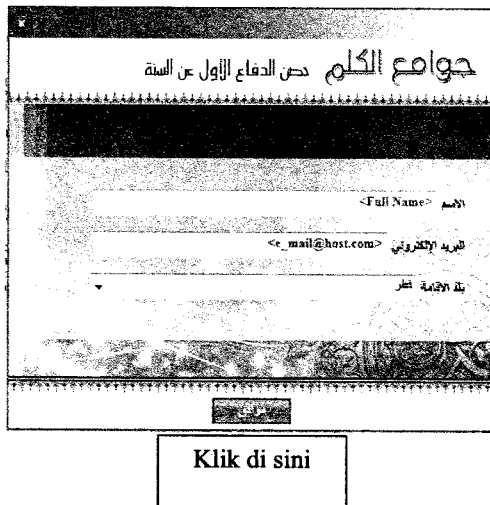 جوامع الكلم حصن الدفاع الأول عن السنة
الاسم <Full Name>
البريد الإلكتروني <e_mail@host.com>
بلد الاقامة قطر
Klik di sini